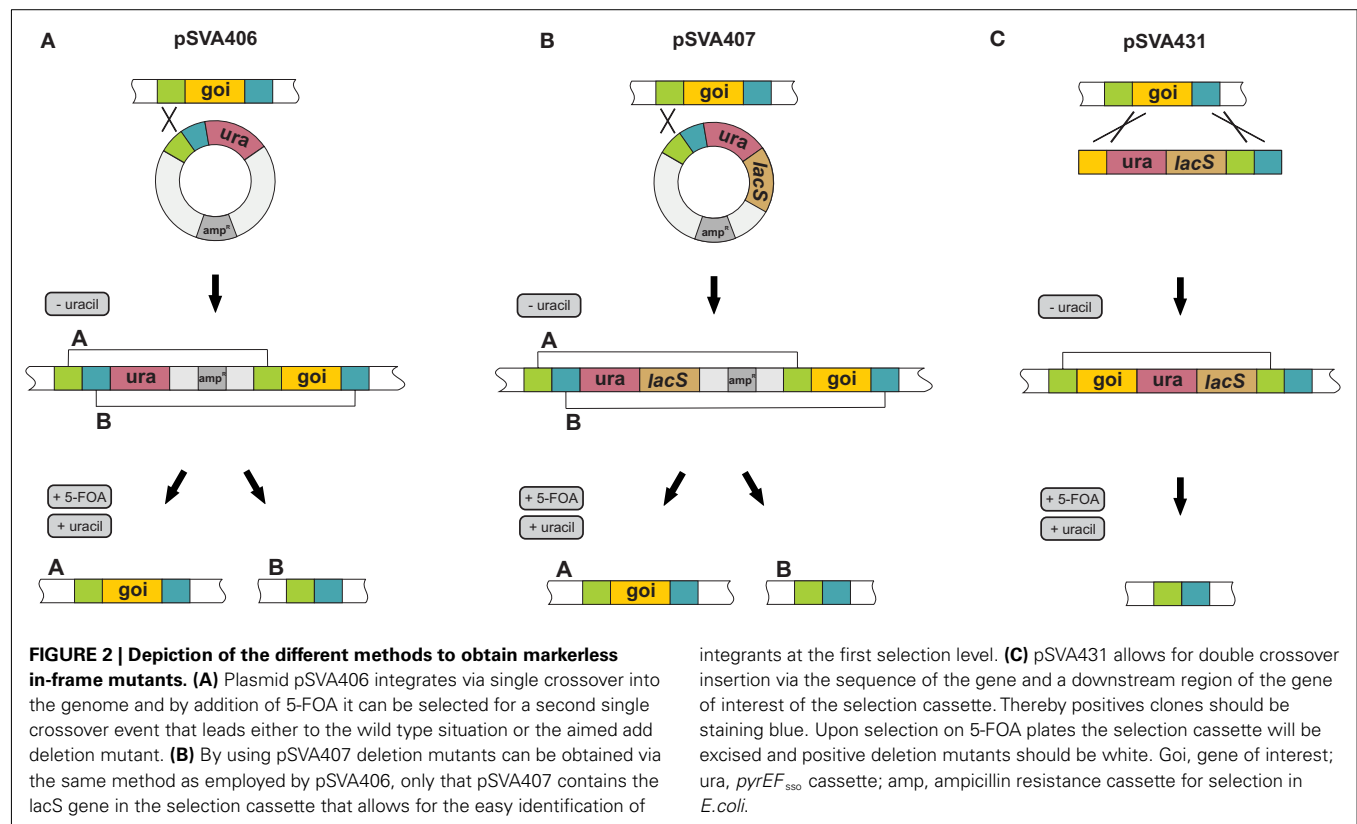 A
pSVA406
B
pSVA407
C
pSVA431
goi
ura
ampR
goi
ura
lacS
ampR
goi
ura
lacS
- uracil
- uracil
- uracil
A
ura
ampR
goi
B
A
ura
lacS
ampR
goi
B
goi
ura
lacS
+ 5-FOA
+ uracil
+ 5-FOA
+ uracil
+ 5-FOA
+ uracil
A
goi
B
A
goi
B
FIGURE 2 | Depiction of the different methods to obtain markerless
in-frame mutants. (A) Plasmid pSVA406 integrates via single crossover into
the genome and by addition of 5-FOA it can be selected for a second single
crossover event that leads either to the wild type situation or the aimed add
deletion mutant. (B) By using pSVA407 deletion mutants can be obtained via
the same method as employed by pSVA406, only that pSVA407 contains the
lacS gene in the selection cassette that allows for the easy identification of
integrants at the first selection level. (C) pSVA431 allows for double crossover
insertion via the sequence of the gene and a downstream region of the gene
of interest of the selection cassette. Thereby positives clones should be
staining blue. Upon selection on 5-FOA plates the selection cassette will be
excised and positive deletion mutants should be white. Goi, gene of interest;
ura, pyrEFsso cassette; amp, ampicillin resistance cassette for selection in
E.coli.